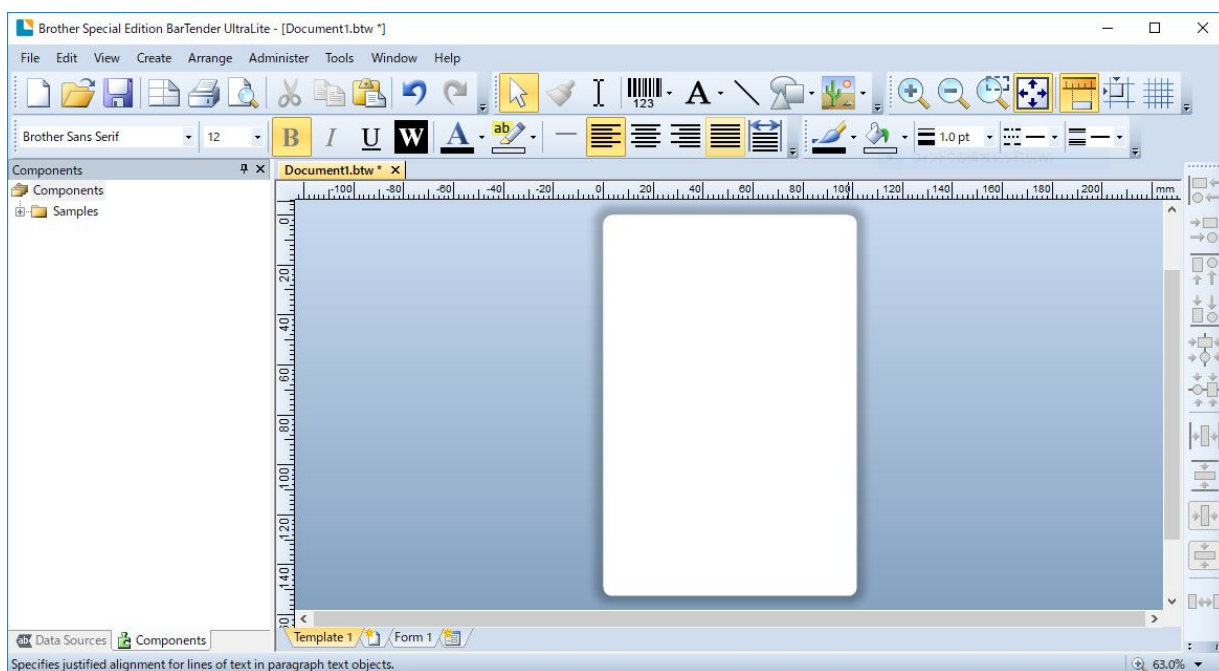 Brother Special Edition BarTender UltraLite - [Document1.btw *]
File Edit View Create Arrange Administer Tools Window Help
123 A
Brother Sans Serif 12 B I U W A ab 1.0 pt
Components Document1.btw * ×
Components
Samples
-100 -80 -60 -40 -20 0 20 40 60 80 100 120 140 160 180 200 mm
0
20
40
60
80
100
120
140
Data Sources Components Template 1 Form 1
Specifies justified alignment for lines of text in paragraph text objects. 63.0%